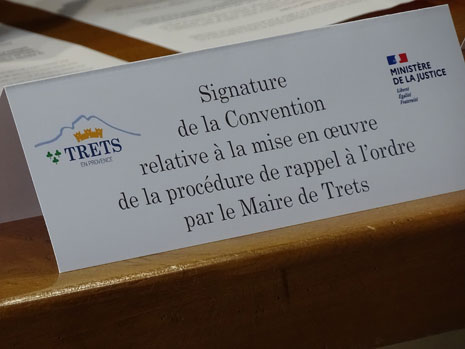 TRETS
EN PROVENCE
MINISTÈRE
DE LA JUSTICE
Liberté
Égalité
Fraternité
Signature
de la Convention
relative à la mise en œuvre
de la procédure de rappel à l'ordre
par le Maire de Trets